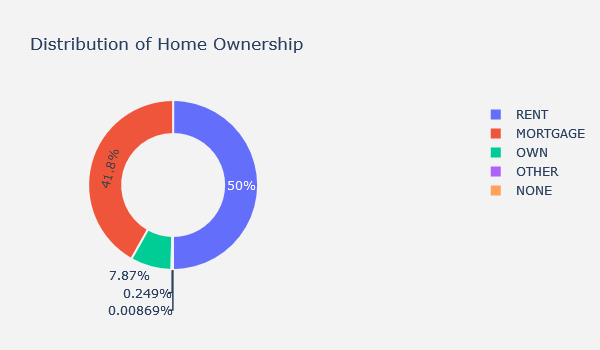 Distribution of Home Ownership
RENT
MORTGAGE
OWN
OTHER
NONE
50%
41.8%
7.87%
0.249%
0.00869%